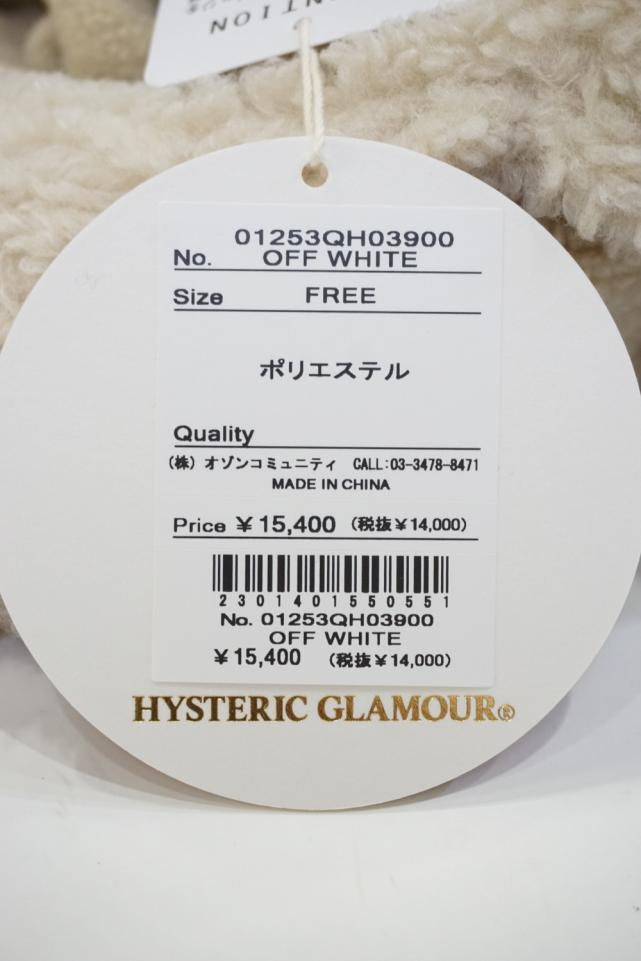 NTION
01253QH03900
No. OFF WHITE
Size FREE
ポリエステル
Quality
(株) オゾンコミュニティ CALL:03-3478-8471
MADE IN CHINA
Price ¥15,400 (税抜¥14,000)
2301401550551
No. 01253QH03900
OFF WHITE
¥15,400 (税抜¥14,000)
HYSTERIC GLAMOUR®